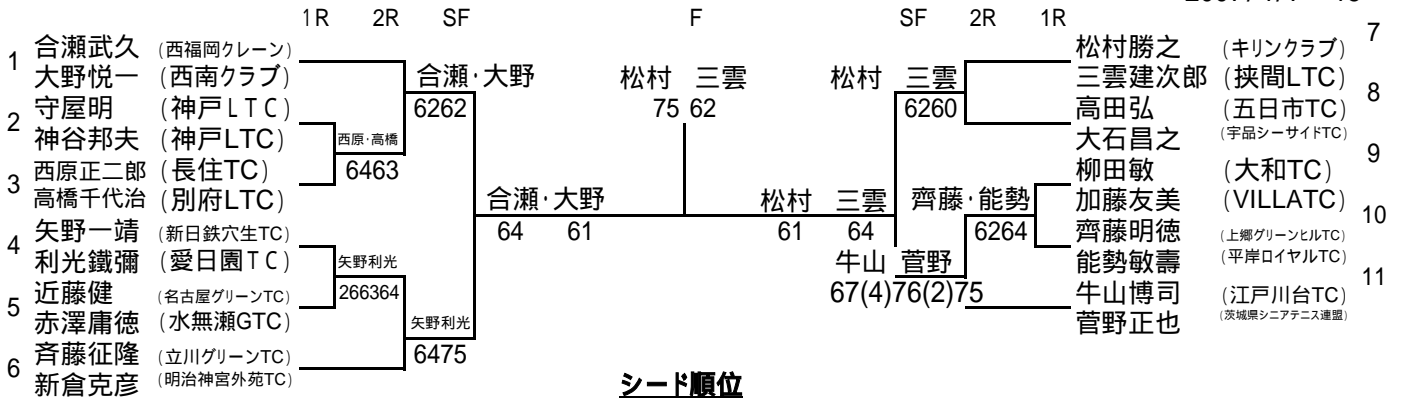 1R 2R SF F SF 2R 1R
1 合瀬武久 (西福岡クレーン)
大野悦一 (西南クラブ)
2 守屋明 (神戸LTC)
神谷邦夫 (神戸LTC)
3 西原正二郎 (長住TC)
高橋千代治 (別府LTC)
4 矢野一靖 (新日鉄穴生TC)
利光鐵彌 (愛日園TC)
5 近藤健 (名古屋グリーンTC)
赤澤庸徳 (水無瀬GTC)
6 斉藤征隆 (立川グリーンTC)
新倉克彦 (明治神宮外苑TC)
西原・高橋
6463
矢野利光
266364
合瀬・大野
6262
矢野利光
6475
合瀬・大野
64 61
松村 三雲
75 62
松村 三雲
61 64
松村 三雲
6260
牛山 菅野
67(4)76(2)75
齊藤・能勢
6264
松村勝之 (キリンクラブ) 7
三雲建次郎 (挾間LTC)
高田弘 (五日市TC) 8
大石昌之 (宇品シーサイドTC)
柳田敏 (大和TC) 9
加藤友美 (VILLATC)
齊藤明徳 (上郷グリーンヒルTC) 10
能勢敏壽 (平岸ロイヤルTC)
牛山博司 (江戸川台TC) 11
菅野正也 (茨城県シニアテニス連盟)
シード順位